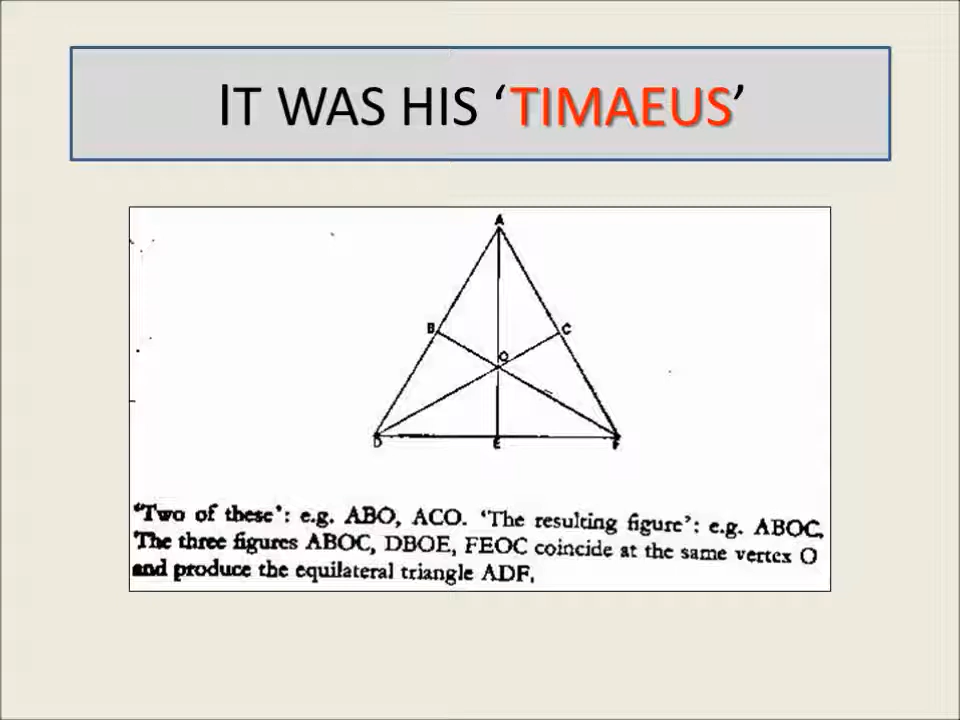 IT WAS HIS ‘TIMAEUS’
A
B
C
O
D
E
F
‘Two of these’: e.g. ABO, ACO. ‘The resulting figure’: e.g. ABOC,
The three figures ABOC, DBOE, FEOC coincide at the same vertex O
and produce the equilateral triangle ADF,